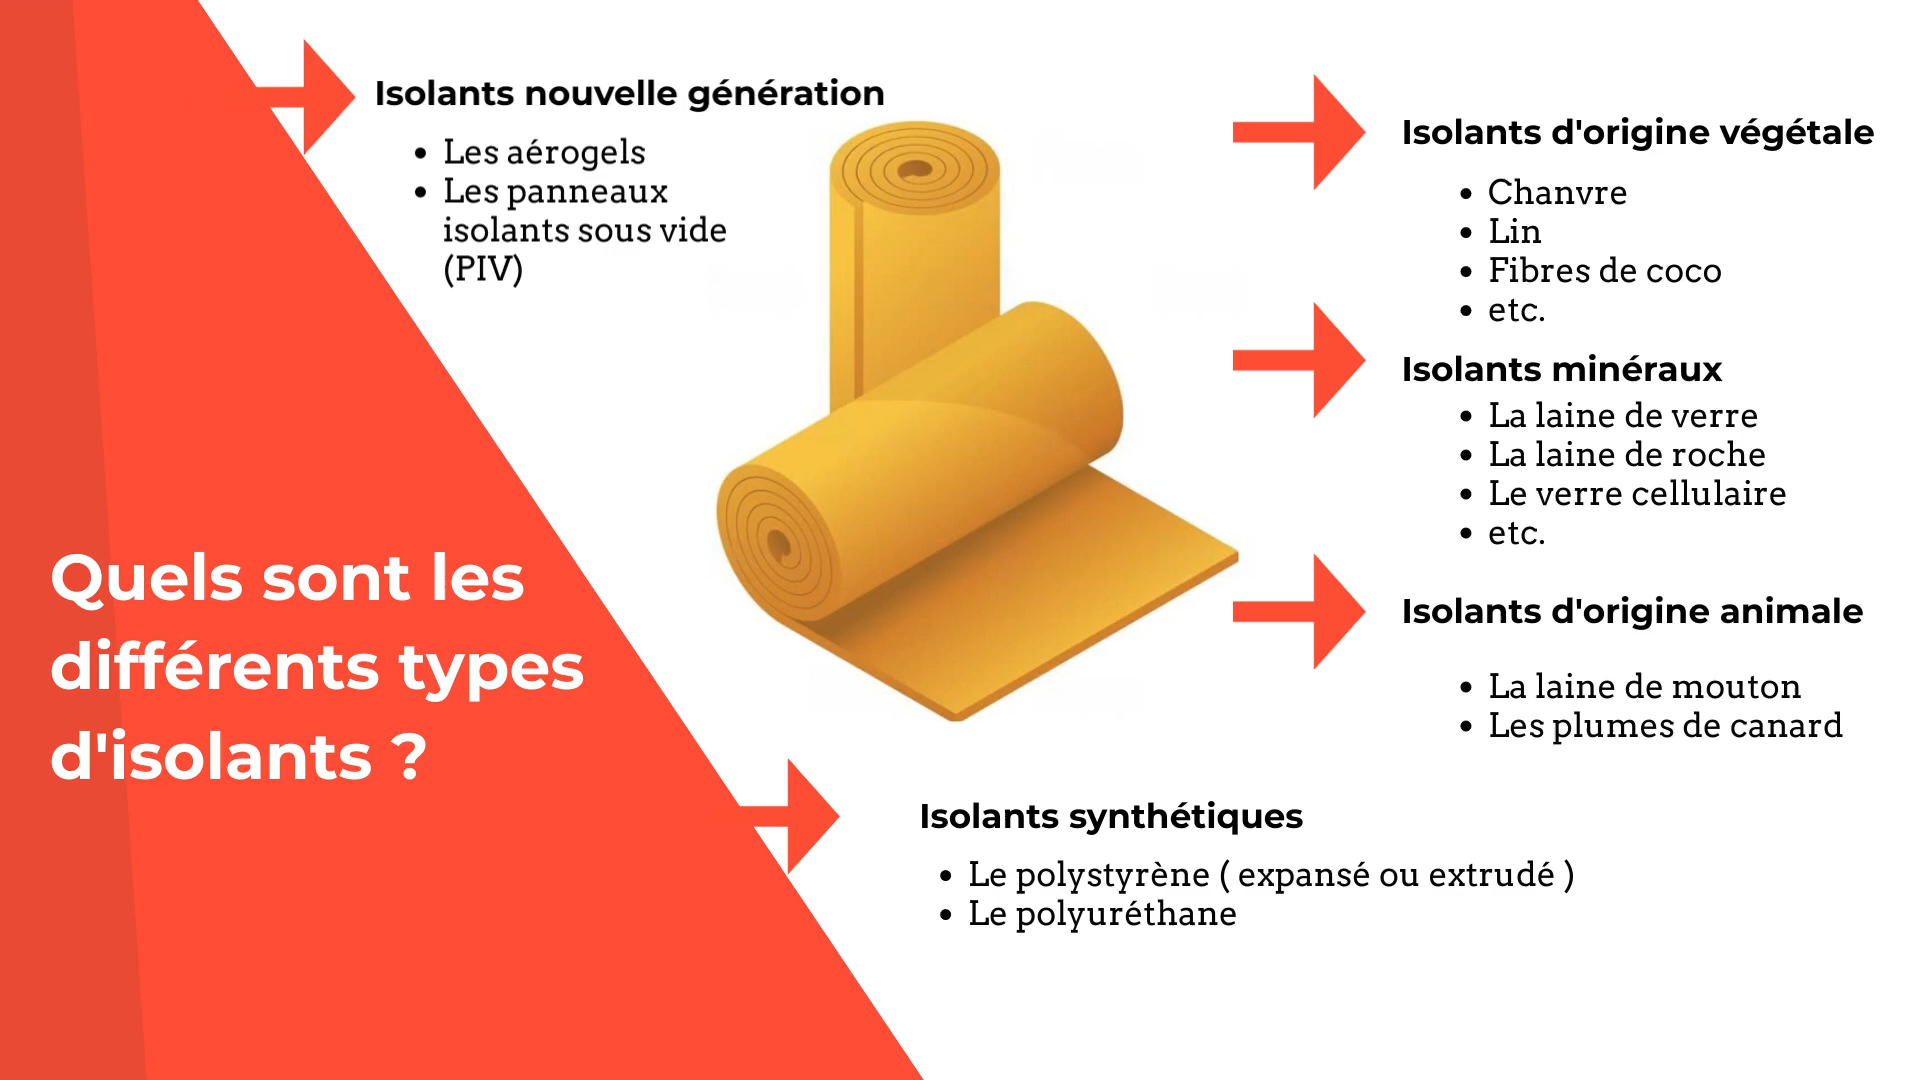 Quels sont les
différents types
d'isolants ?
Isolants nouvelle génération
• Les aérogels
• Les panneaux
isolants sous vide
(PIV)
Isolants d'origine végétale
• Chanvre
• Lin
• Fibres de coco
• etc.
Isolants minéraux
• La laine de verre
• La laine de roche
• Le verre cellulaire
• etc.
Isolants d'origine animale
• La laine de mouton
• Les plumes de canard
Isolants synthétiques
• Le polystyrène ( expansé ou extrudé )
• Le polyuréthane